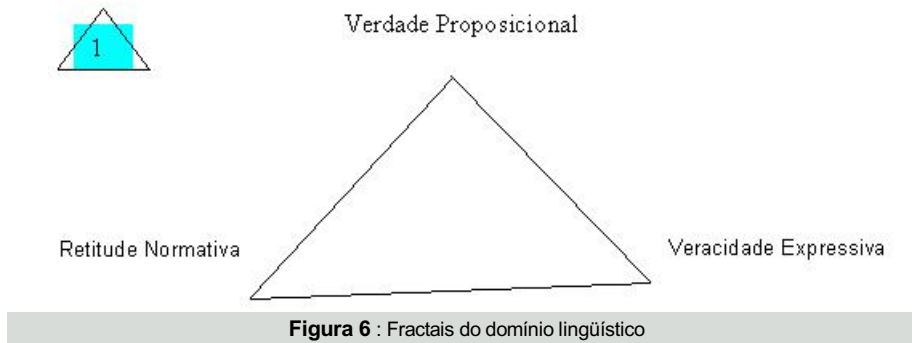 Verdade Proposicional
1
Retitude Normativa
Veracidade Expressiva
Figura 6 : Fractais do domínio lingüístico